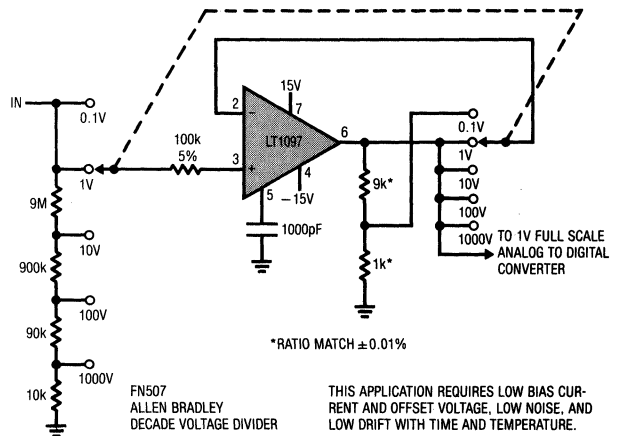 IN
0.1V
1V
9M
10V
900k
100V
90k
1000V
10k
100k
5%
2
3
15V
7
LT1097
6
4
–15V
5
1000pF
9k*
1k*
0.1V
1V
10V
100V
1000V
TO 1V FULL SCALE
ANALOG TO DIGITAL
CONVERTER
*RATIO MATCH ±0.01%
FN507
ALLEN BRADLEY
DECADE VOLTAGE DIVIDER
THIS APPLICATION REQUIRES LOW BIAS CUR-
RENT AND OFFSET VOLTAGE, LOW NOISE, AND
LOW DRIFT WITH TIME AND TEMPERATURE.